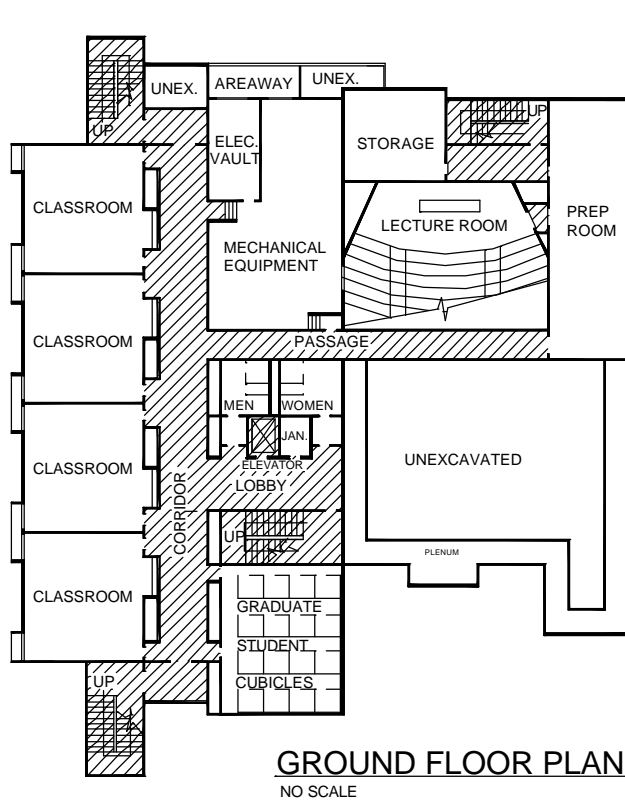 UNEX.
AREAWAY
UNEX.
UP
UP
ELEC.
VAULT
STORAGE
CLASSROOM
LECTURE ROOM
PREP
ROOM
MECHANICAL
EQUIPMENT
CLASSROOM
PASSAGE
MEN
WOMEN
JAN.
CLASSROOM
ELEVATOR
LOBBY
UNEXCAVATED
CORRIDOR
UP
PLENUM
CLASSROOM
GRADUATE
STUDENT
CUBICLES
UP
GROUND FLOOR PLAN
NO SCALE